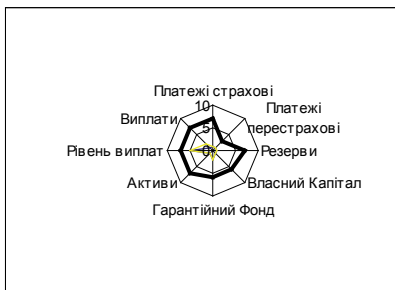 Платежі страхові
10
Виплати
Платежі
перестрахові
5
Рівень виплат
0
Резерви
Активи
Власний Капітал
Гарантійний Фонд